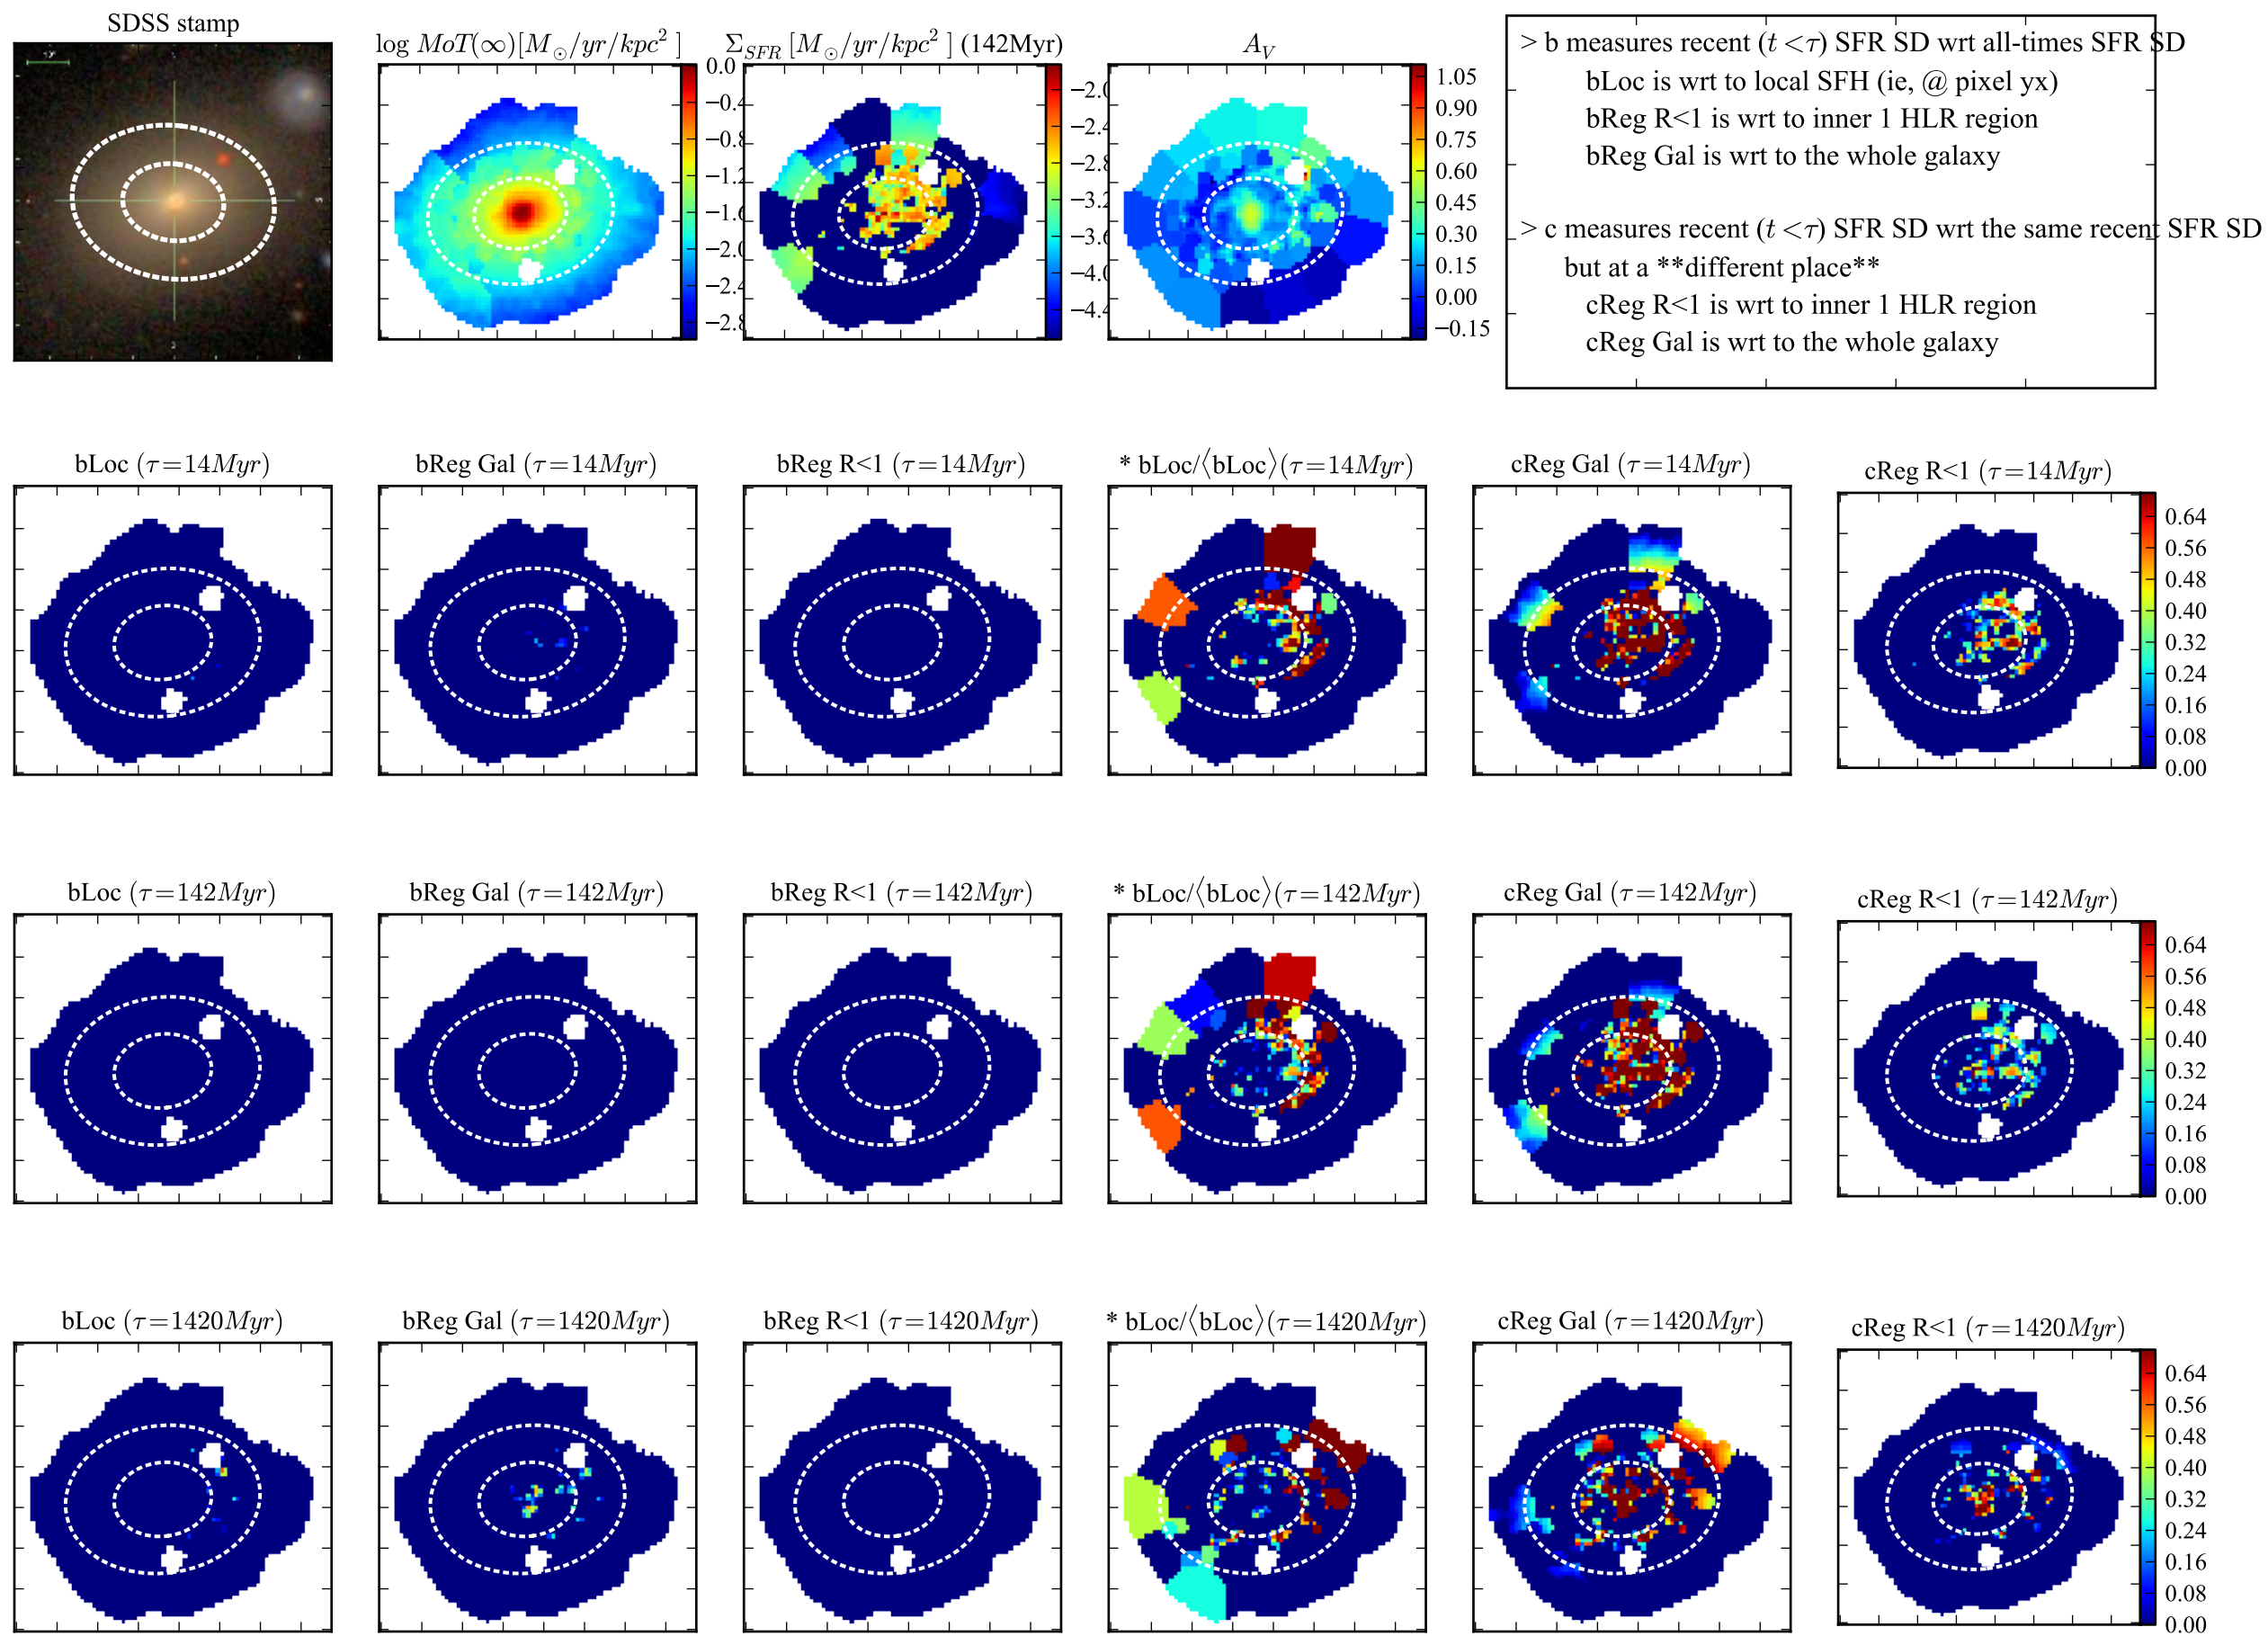 SDSS stamp
log MoT(∞)[M⊙/yr/kpc² ]
Σ_SFR [M⊙/yr/kpc² ] (142Myr)
A_V
0.0
−0.4
−0.8
−1.2
−1.6
−2.0
−2.4
−2.8
−2.0
−2.4
−2.8
−3.2
−3.6
−4.0
−4.4
1.05
0.90
0.75
0.60
0.45
0.30
0.15
0.00
−0.15
> b measures recent (t <τ) SFR SD wrt all-times SFR SD
bLoc is wrt to local SFH (ie, @ pixel yx)
bReg R<1 is wrt to inner 1 HLR region
bReg Gal is wrt to the whole galaxy
> c measures recent (t <τ) SFR SD wrt the same recent SFR SD
but at a **different place**
cReg R<1 is wrt to inner 1 HLR region
cReg Gal is wrt to the whole galaxy
bLoc (τ=14Myr)
bReg Gal (τ=14Myr)
bReg R<1 (τ=14Myr)
* bLoc/⟨bLoc⟩(τ=14Myr)
cReg Gal (τ=14Myr)
cReg R<1 (τ=14Myr)
0.64
0.56
0.48
0.40
0.32
0.24
0.16
0.08
0.00
bLoc (τ=142Myr)
bReg Gal (τ=142Myr)
bReg R<1 (τ=142Myr)
* bLoc/⟨bLoc⟩(τ=142Myr)
cReg Gal (τ=142Myr)
cReg R<1 (τ=142Myr)
0.64
0.56
0.48
0.40
0.32
0.24
0.16
0.08
0.00
bLoc (τ=1420Myr)
bReg Gal (τ=1420Myr)
bReg R<1 (τ=1420Myr)
* bLoc/⟨bLoc⟩(τ=1420Myr)
cReg Gal (τ=1420Myr)
cReg R<1 (τ=1420Myr)
0.64
0.56
0.48
0.40
0.32
0.24
0.16
0.08
0.00